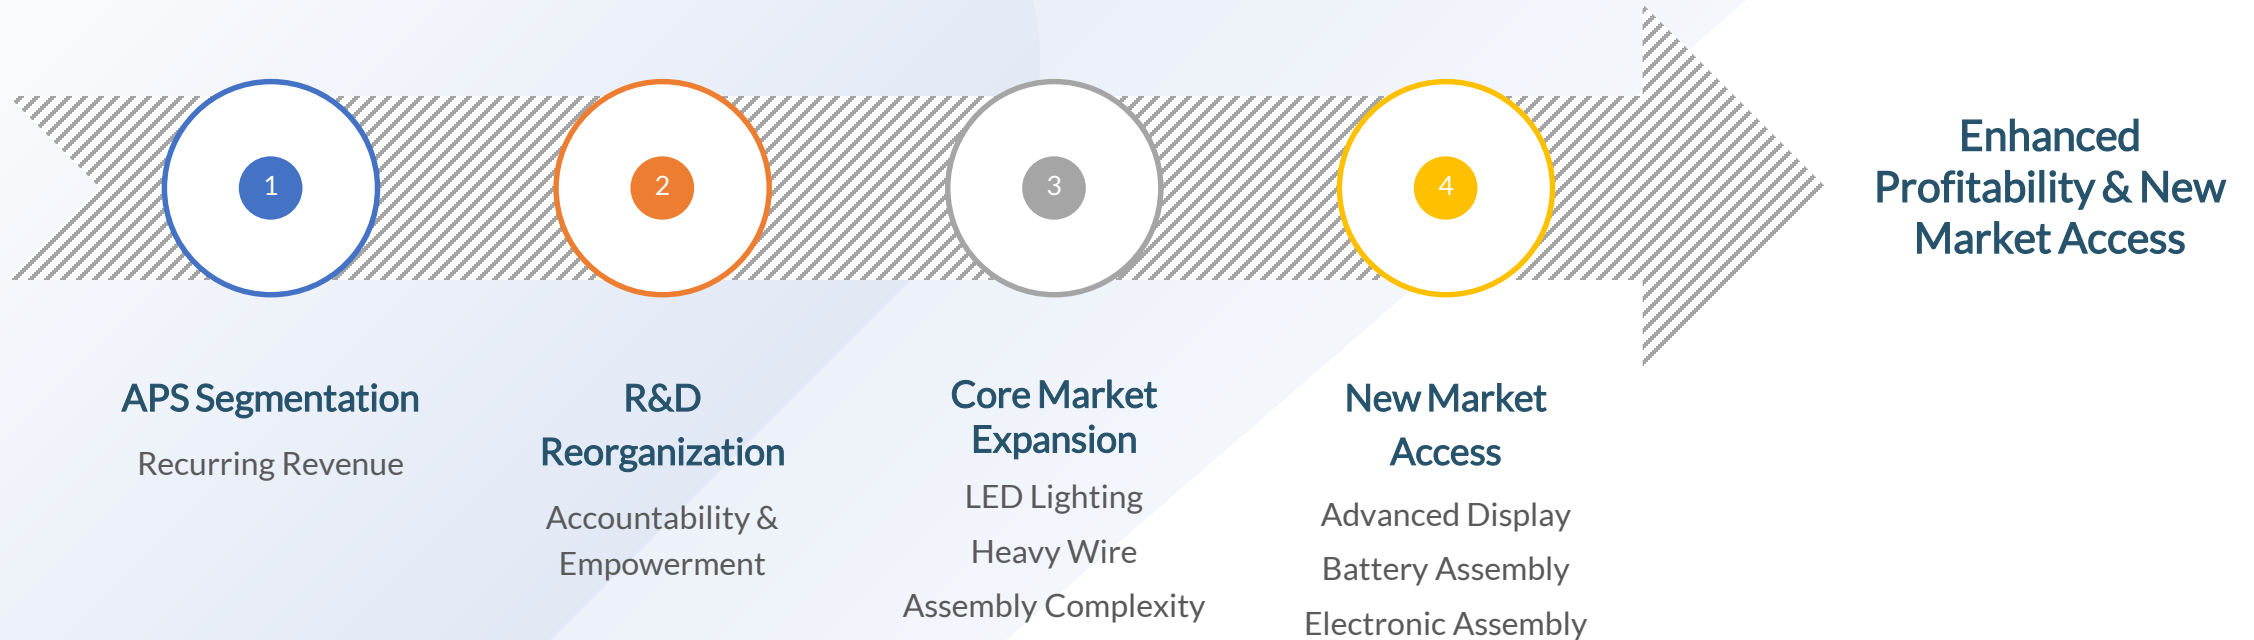 1
2
3
4
Enhanced
Profitability & New
Market Access
APS Segmentation
Recurring Revenue
R&D
Reorganization
Accountability &
Empowerment
Core Market
Expansion
LED Lighting
Heavy Wire
Assembly Complexity
New Market
Access
Advanced Display
Battery Assembly
Electronic Assembly